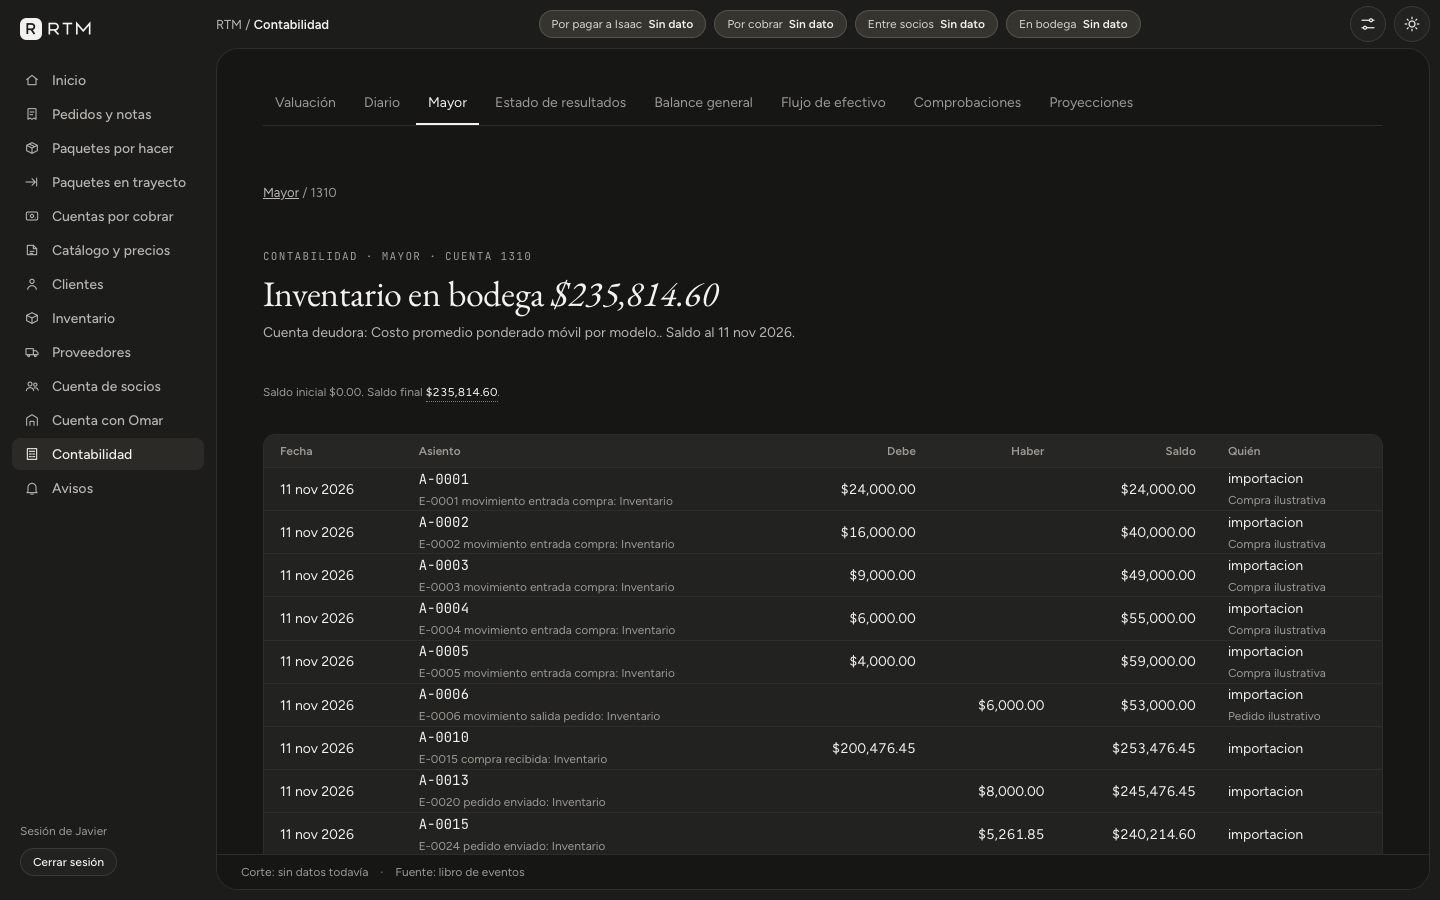 R RTM
RTM / Contabilidad
Por pagar a Isaac Sin dato
Por cobrar Sin dato
Entre socios Sin dato
En bodega Sin dato
Inicio
Pedidos y notas
Paquetes por hacer
Paquetes en trayecto
Cuentas por cobrar
Catálogo y precios
Clientes
Inventario
Proveedores
Cuenta de socios
Cuenta con Omar
Contabilidad
Avisos
Sesión de Javier
Cerrar sesión
Valuación Diario Mayor Estado de resultados Balance general Flujo de efectivo Comprobaciones Proyecciones
Mayor / 1310
CONTABILIDAD · MAYOR · CUENTA 1310
Inventario en bodega $235,814.60
Cuenta deudora: Costo promedio ponderado móvil por modelo.. Saldo al 11 nov 2026.
Saldo inicial $0.00. Saldo final $235,814.60.
Fecha Asiento Debe Haber Saldo Quién
11 nov 2026 A-0001 $24,000.00 $24,000.00 importacion
E-0001 movimiento entrada compra: Inventario Compra ilustrativa
11 nov 2026 A-0002 $16,000.00 $40,000.00 importacion
E-0002 movimiento entrada compra: Inventario Compra ilustrativa
11 nov 2026 A-0003 $9,000.00 $49,000.00 importacion
E-0003 movimiento entrada compra: Inventario Compra ilustrativa
11 nov 2026 A-0004 $6,000.00 $55,000.00 importacion
E-0004 movimiento entrada compra: Inventario Compra ilustrativa
11 nov 2026 A-0005 $4,000.00 $59,000.00 importacion
E-0005 movimiento entrada compra: Inventario Compra ilustrativa
11 nov 2026 A-0006 $6,000.00 $53,000.00 importacion
E-0006 movimiento salida pedido: Inventario Pedido ilustrativo
11 nov 2026 A-0010 $200,476.45 $253,476.45 importacion
E-0015 compra recibida: Inventario
11 nov 2026 A-0013 $8,000.00 $245,476.45 importacion
E-0020 pedido enviado: Inventario
11 nov 2026 A-0015 $5,261.85 $240,214.60 importacion
E-0024 pedido enviado: Inventario
Corte: sin datos todavía · Fuente: libro de eventos